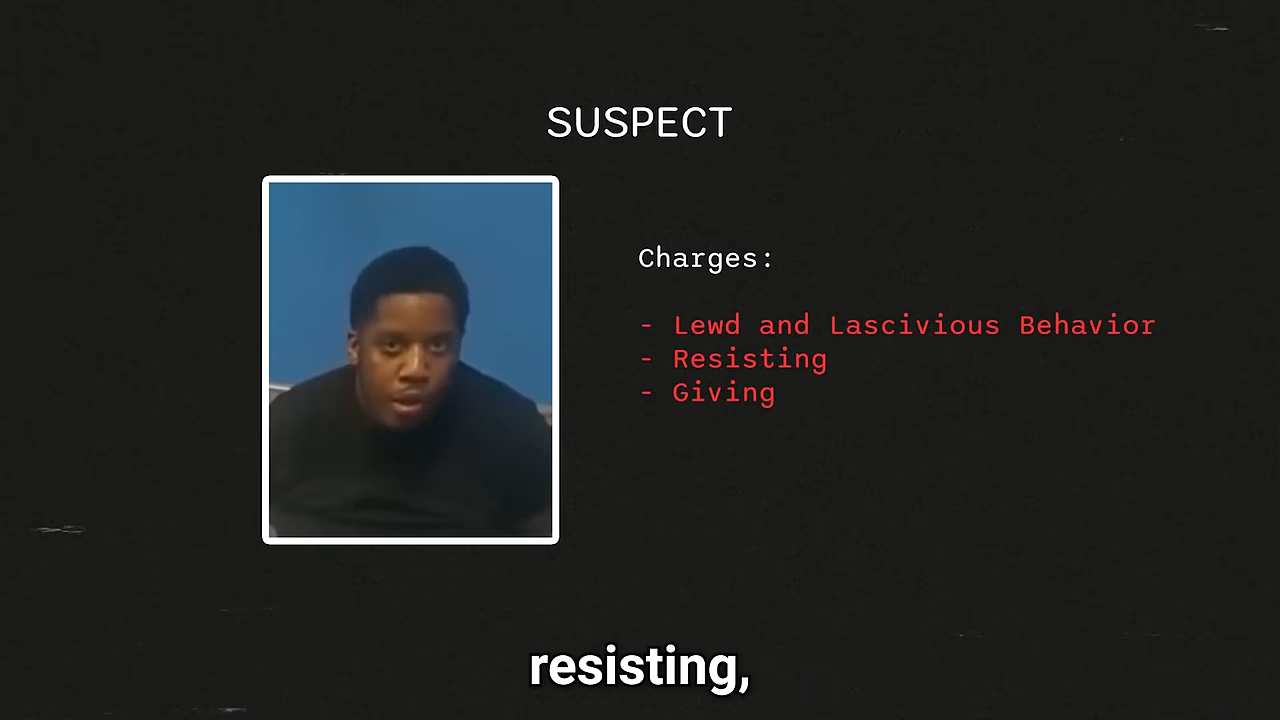 SUSPECT
Charges:
- Lewd and Lascivious Behavior
- Resisting
- Giving
resisting,